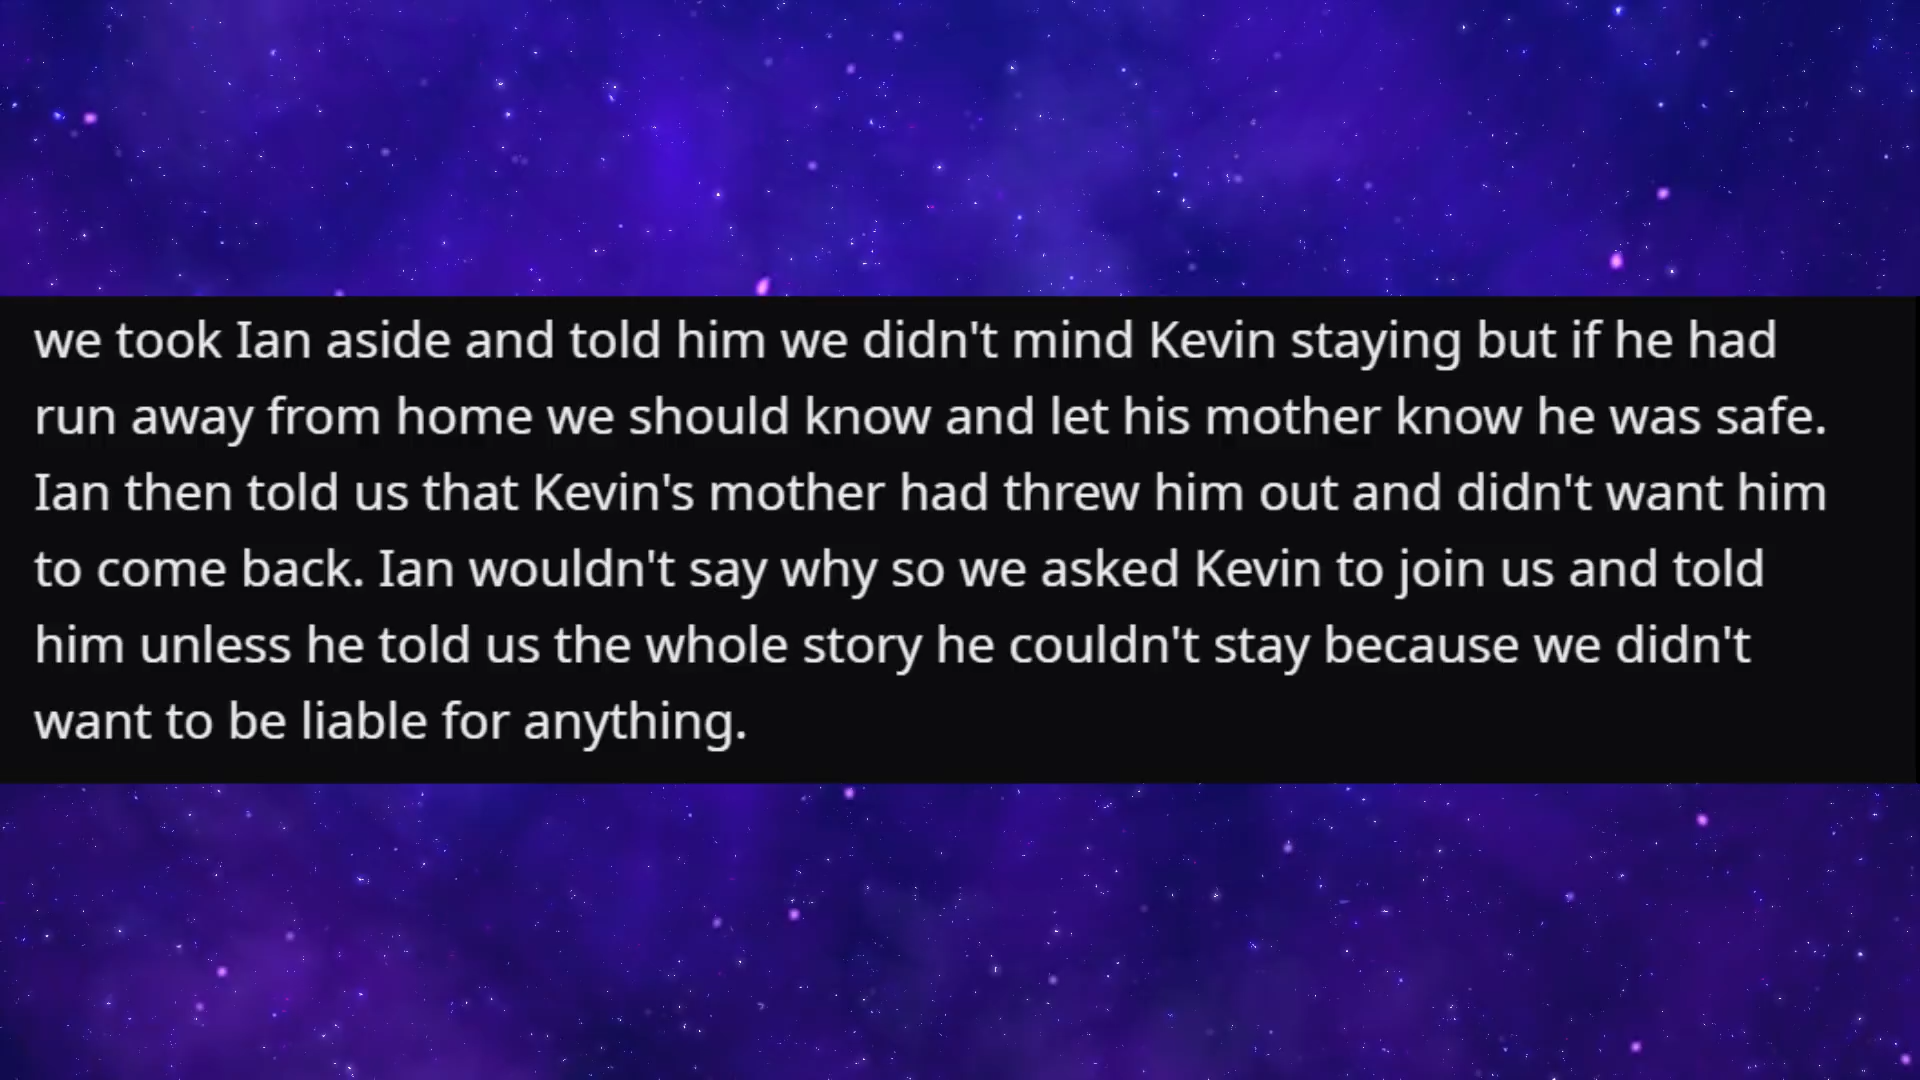 we took Ian aside and told him we didn't mind Kevin staying but if he had
run away from home we should know and let his mother know he was safe.
Ian then told us that Kevin's mother had threw him out and didn't want him
to come back. Ian wouldn't say why so we asked Kevin to join us and told
him unless he told us the whole story he couldn't stay because we didn't
want to be liable for anything.